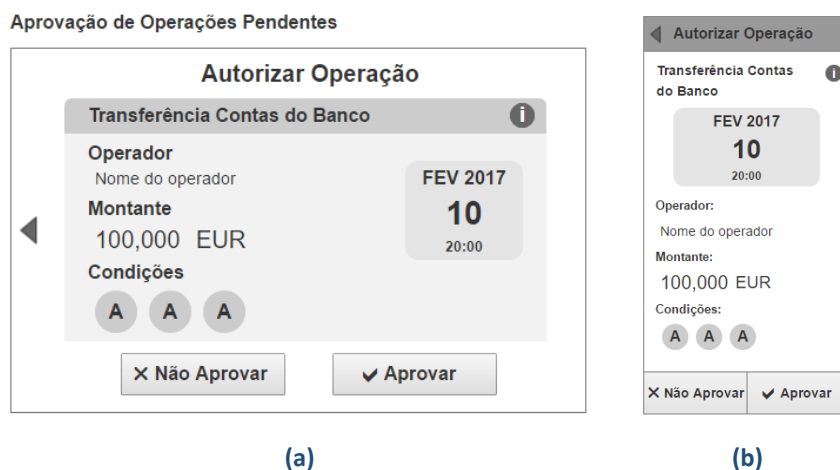 Aprovação de Operações Pendentes
Autorizar Operação
Transferência Contas do Banco
i
Operador
Nome do operador
Montante
100,000 EUR
Condições
A A A
FEV 2017
10
20:00
Não Aprovar
Aprovar
(a)
Autorizar Operação
Transferência Contas
do Banco
i
FEV 2017
10
20:00
Operador:
Nome do operador
Montante:
100,000 EUR
Condições:
A A A
Não Aprovar
Aprovar
(b)